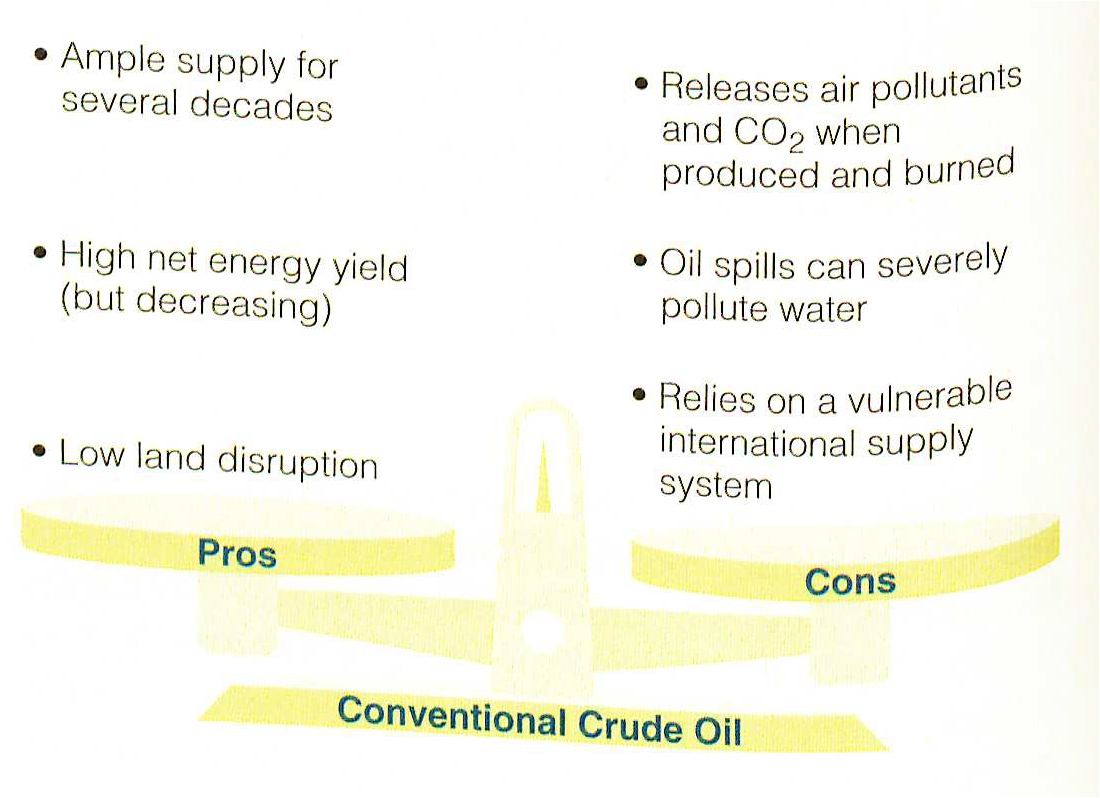 • Ample supply for
several decades
• High net energy yield
(but decreasing)
• Low land disruption
Pros
• Releases air pollutants
and CO₂ when
produced and burned
• Oil spills can severely
pollute water
• Relies on a vulnerable
international supply
system
Cons
Conventional Crude Oil